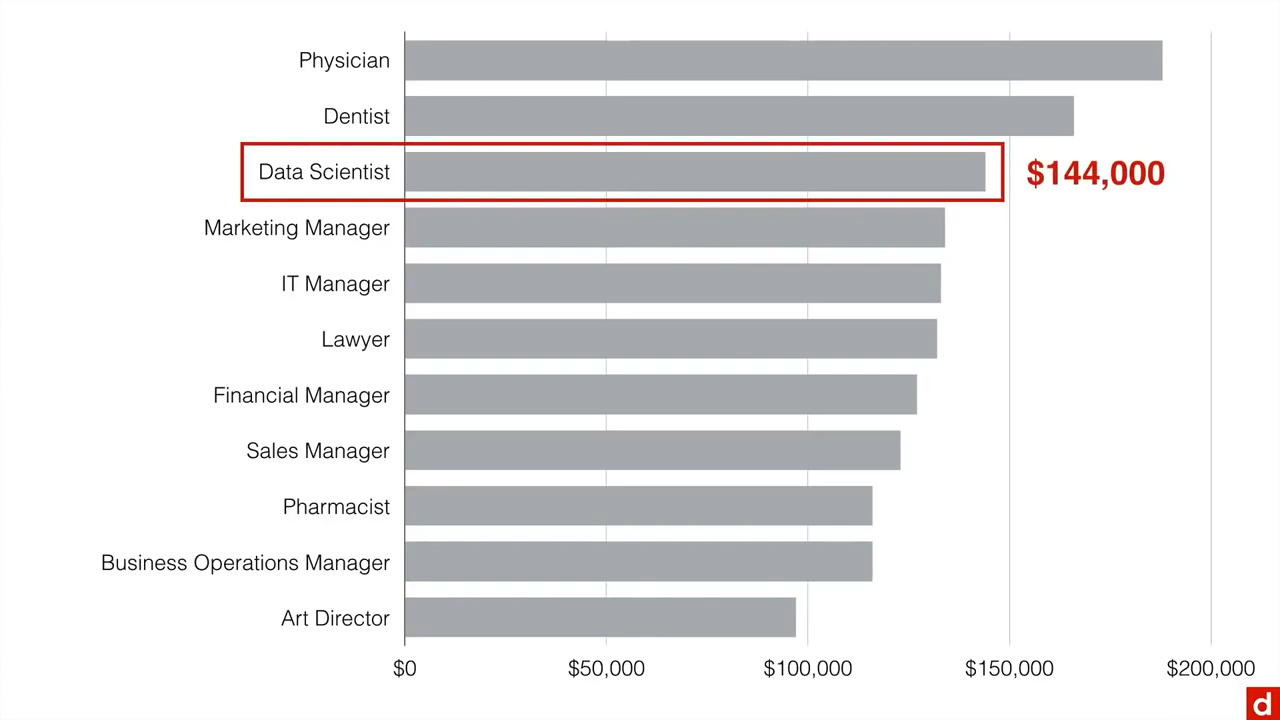 Physician
Dentist
Data Scientist
$144,000
Marketing Manager
IT Manager
Lawyer
Financial Manager
Sales Manager
Pharmacist
Business Operations Manager
Art Director
$0 $50,000 $100,000 $150,000 $200,000
d